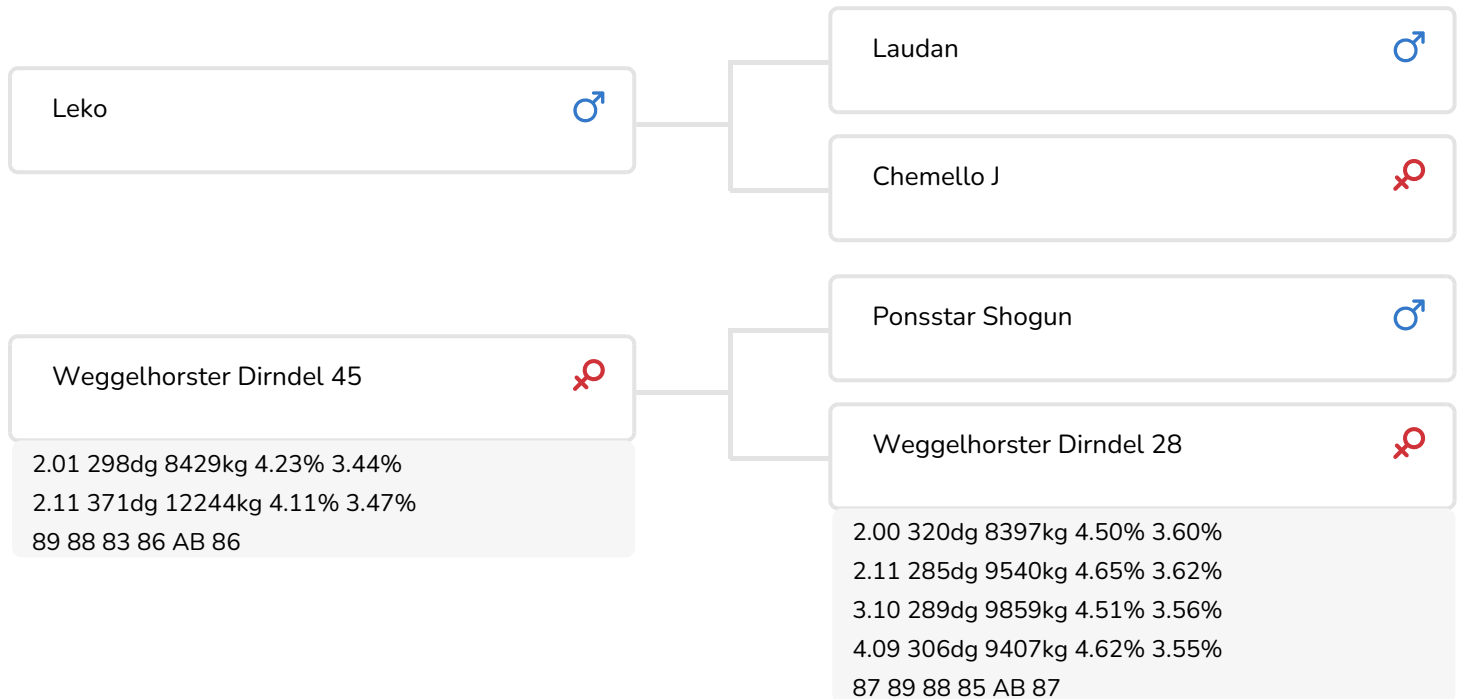 Leko
Weggelhorster Dirndel 45
2.01 298dg 8429kg 4.23% 3.44%
2.11 371dg 12244kg 4.11% 3.47%
89 88 83 86 AB 86
Laudan
Chemello J
Ponsstar Shogun
Weggelhorster Dirndel 28
2.00 320dg 8397kg 4.50% 3.60%
2.11 285dg 9540kg 4.65% 3.62%
3.10 289dg 9859kg 4.51% 3.56%
4.09 306dg 9407kg 4.62% 3.55%
87 89 88 85 AB 87